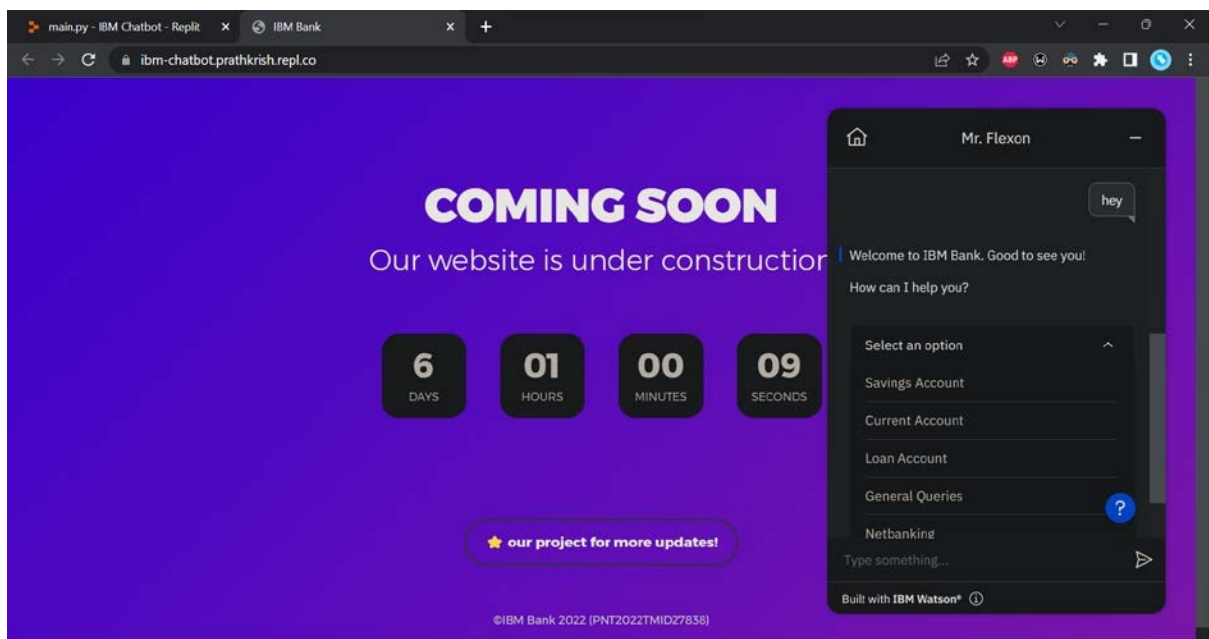 main.py - IBM Chatbot - Replit
IBM Bank
ibm-chatbot.prathkrish.repl.co
ABP
COMING SOON
Our website is under construction
6
DAYS
01
HOURS
00
MINUTES
09
SECONDS
our project for more updates!
©IBM Bank 2022 (PNT2022TMID27838)
Mr. Flexon
hey
Welcome to IBM Bank. Good to see you!
How can I help you?
Select an option
Savings Account
Current Account
Loan Account
General Queries
Netbanking
?
Type something...
Built with IBM Watson®